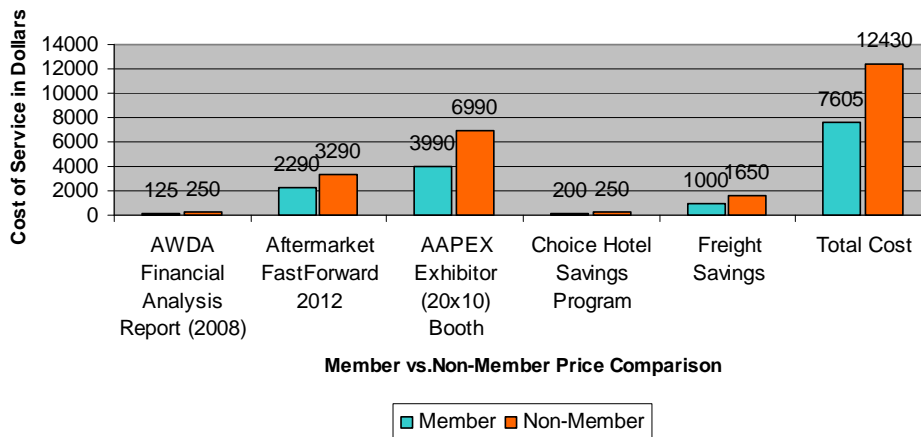 Cost of Service in Dollars
14000
12000
10000
8000
6000
4000
2000
0
125 250
2290 3290
3990 6990
200 250
1000 1650
7605 12430
AWDA
Financial
Analysis
Report (2008)
Aftermarket
FastForward
2012
AAPEX
Exhibitor
(20x10)
Booth
Choice Hotel
Savings
Program
Freight
Savings
Total Cost
Member vs.Non-Member Price Comparison
Member Non-Member